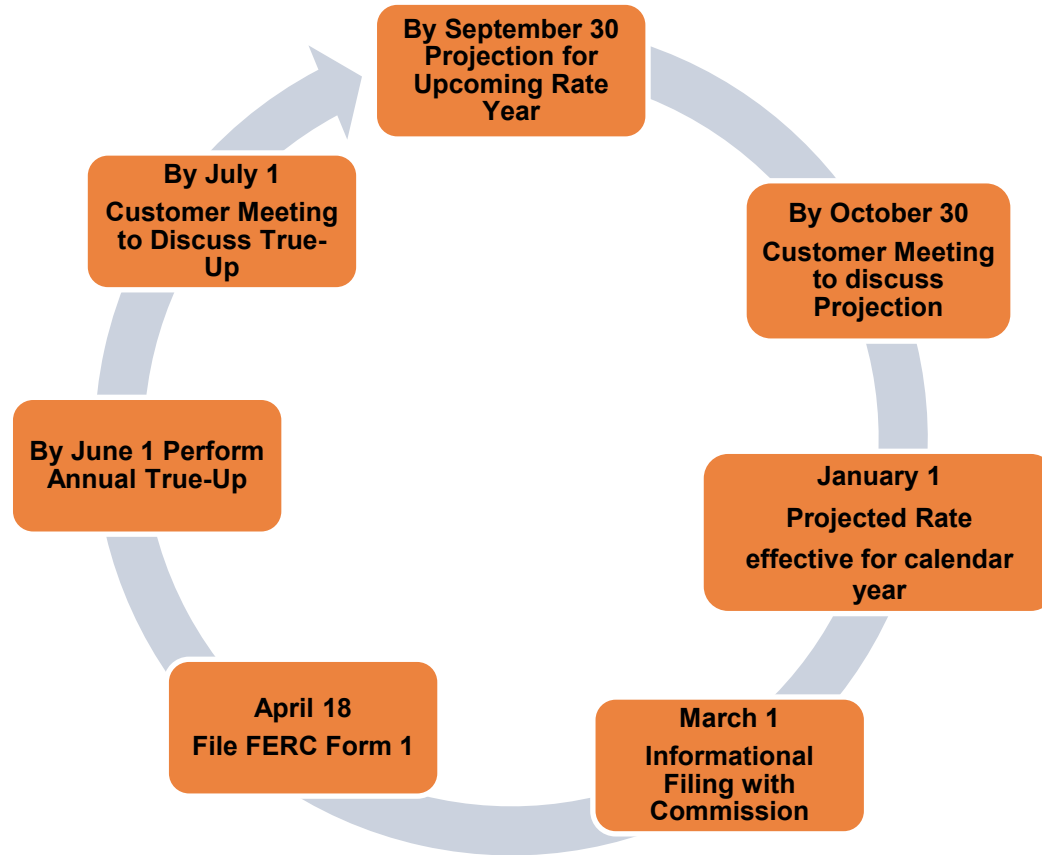 By September 30
Projection for
Upcoming Rate
Year
By October 30
Customer Meeting
to discuss
Projection
January 1
Projected Rate
effective for calendar
year
March 1
Informational
Filing with
Commission
April 18
File FERC Form 1
By June 1 Perform
Annual True-Up
By July 1
Customer Meeting
to Discuss True-
Up